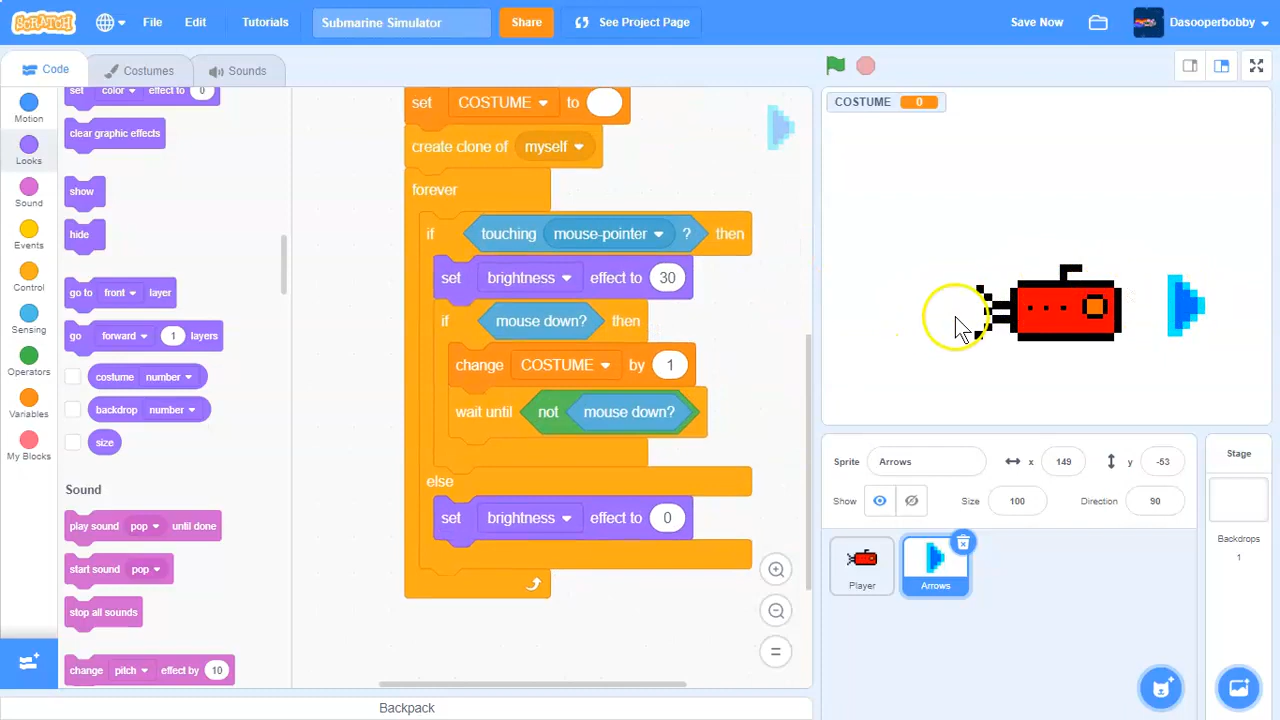 SCRATCH
File
Edit
Tutorials
Submarine Simulator
Share
See Project Page
Save Now
Dasooperbobby
Code
Costumes
Sounds
Motion
Looks
Sound
Events
Control
Sensing
Operators
Variables
My Blocks
set color effect to 0
clear graphic effects
show
hide
go to front layer
go forward 1 layers
costume number
backdrop number
size
Sound
play sound pop until done
start sound pop
stop all sounds
change pitch effect by 10
set COSTUME to
create clone of myself
forever
if touching mouse-pointer ? then
set brightness effect to 30
if mouse down? then
change COSTUME by 1
wait until not mouse down?
else
set brightness effect to 0
COSTUME 0
Sprite Arrows x 149 y -53
Show Size 100 Direction 90
Player
Arrows
Stage
Backdrops
1
Backpack